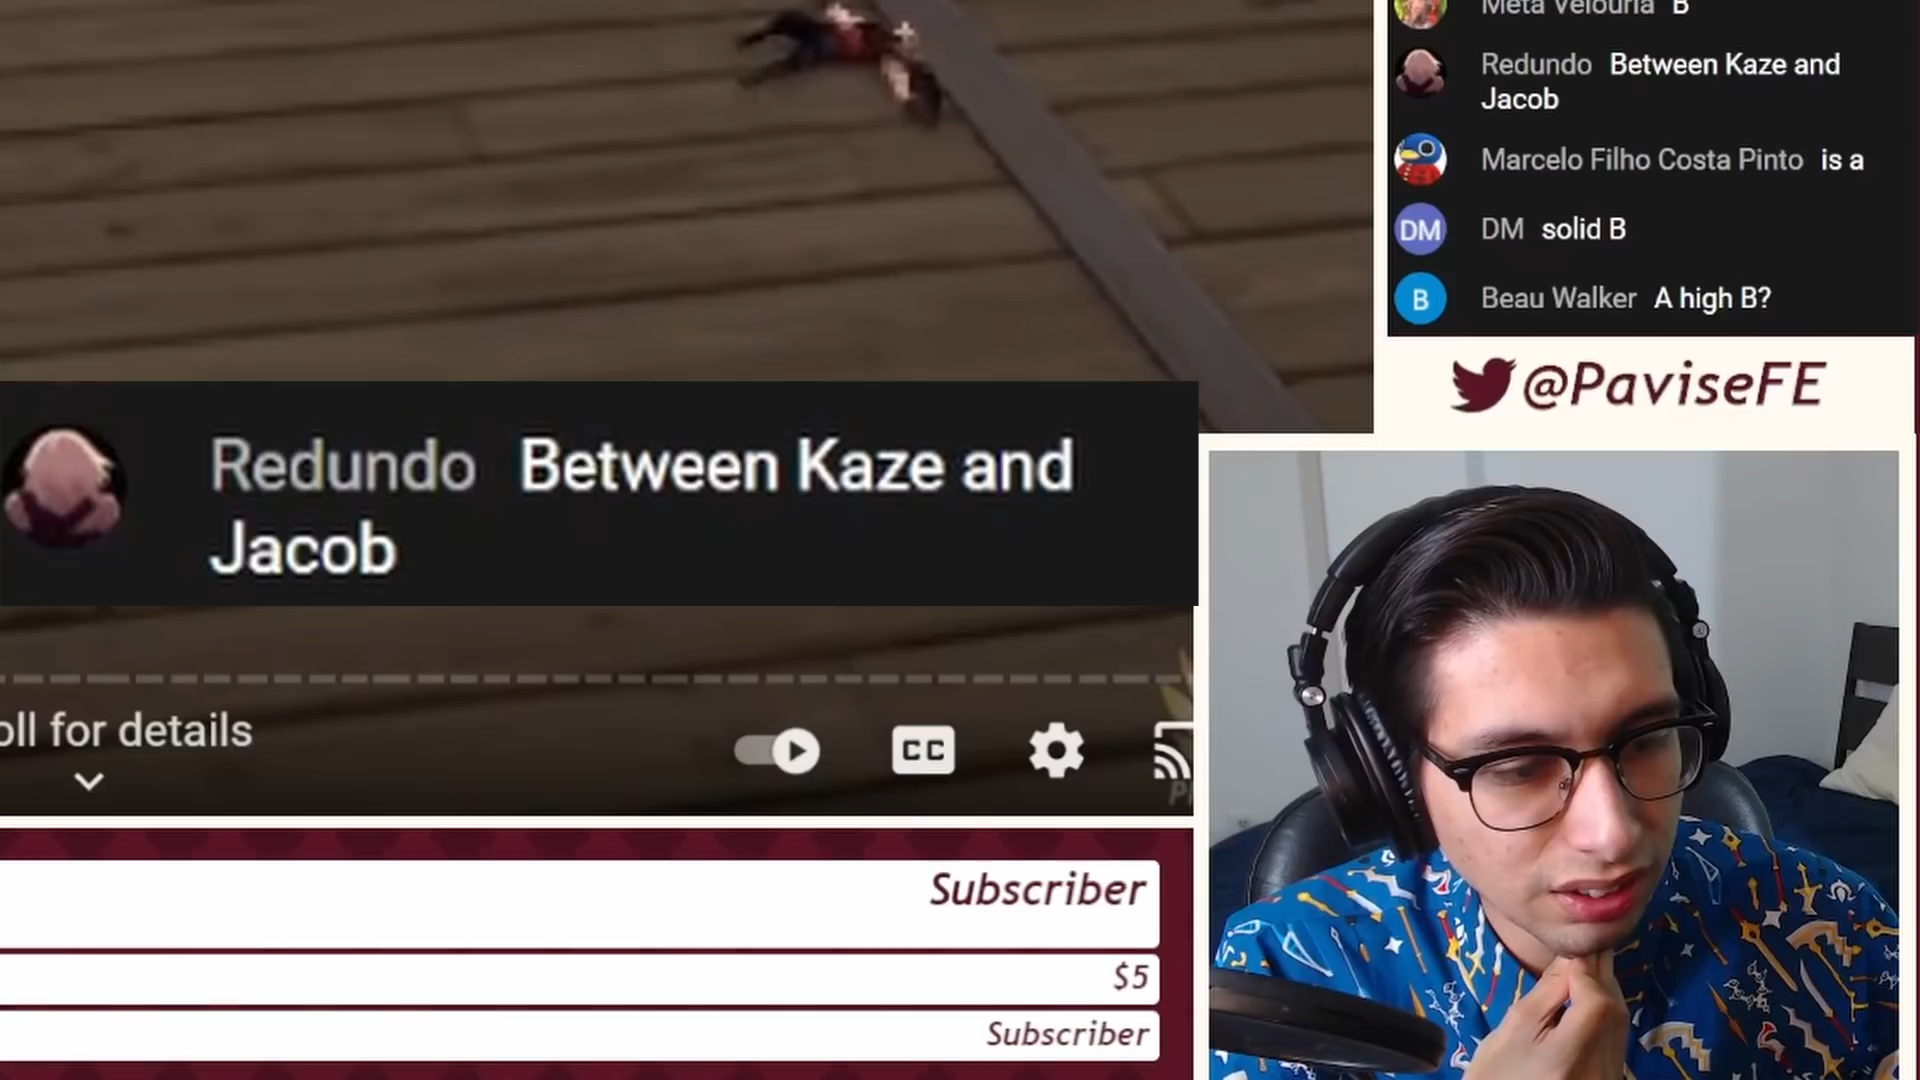 Meta Velouria B
Redundo Between Kaze and
Jacob
Marcelo Filho Costa Pinto is a
DM DM solid B
B Beau Walker A high B?
@PaviseFE
Redundo Between Kaze and
Jacob
oll for details
CC
Subscriber
$5
Subscriber